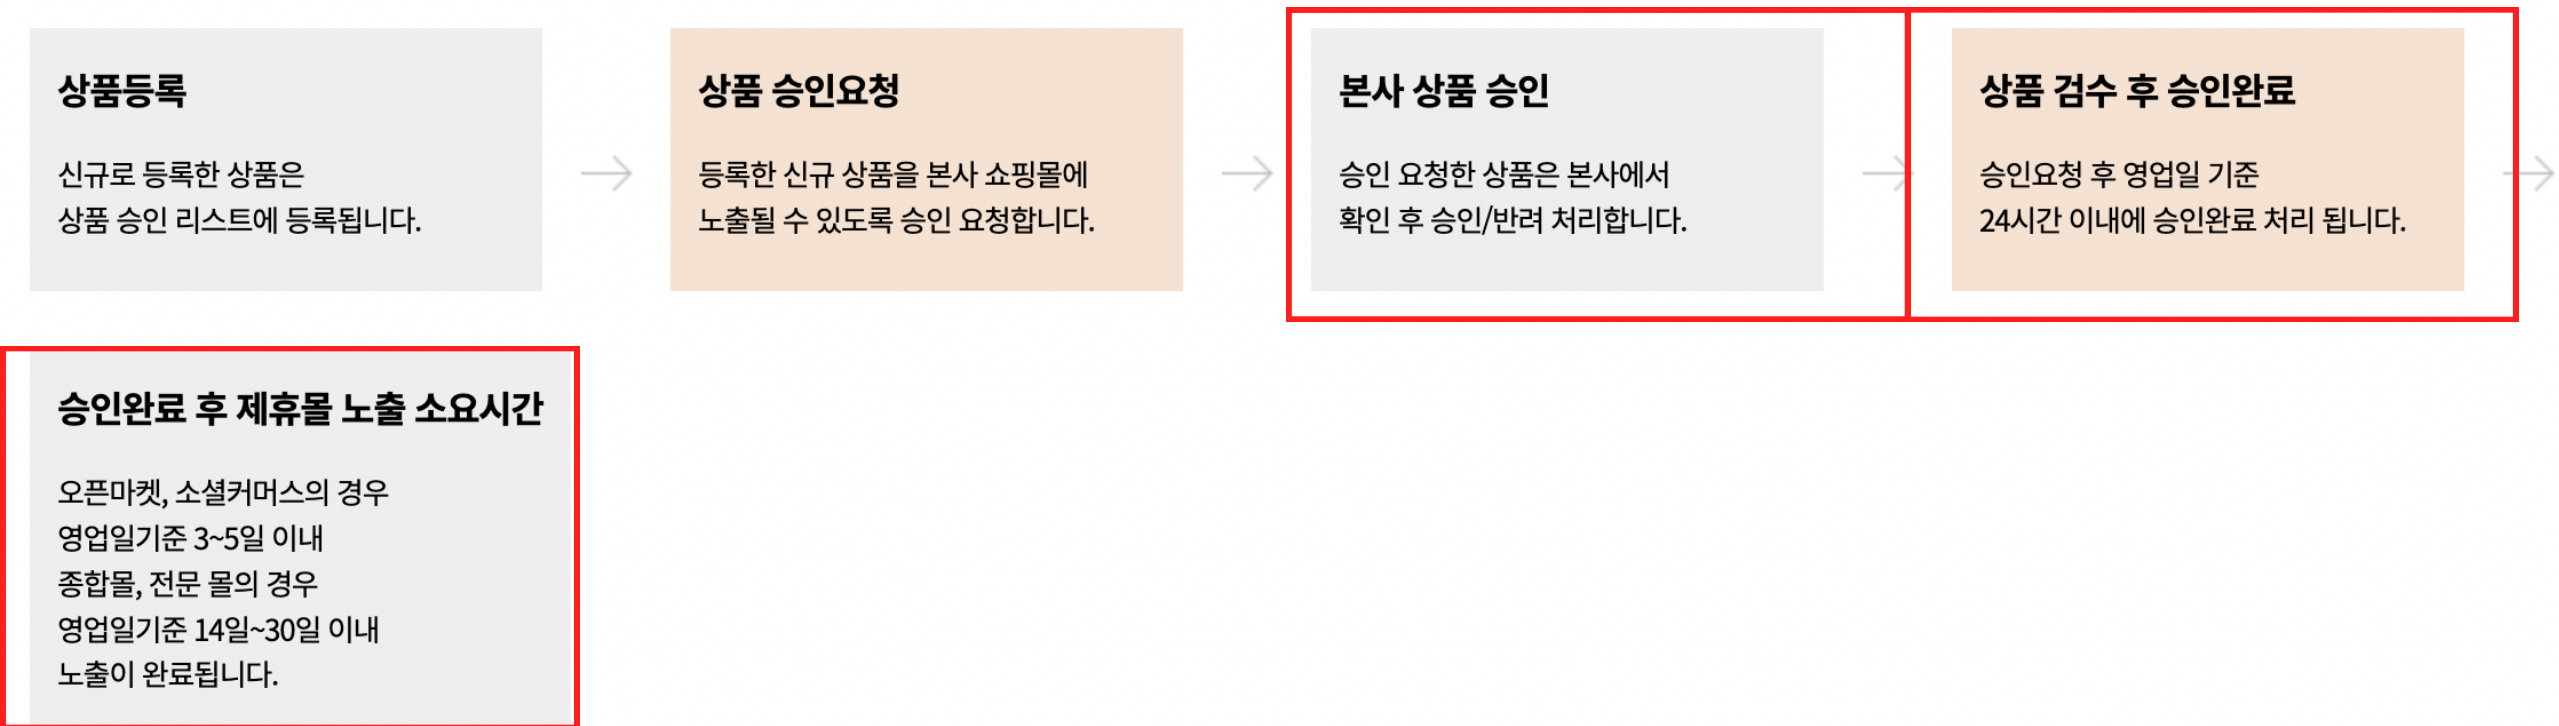 상품등록
신규로 등록한 상품은
상품 승인 리스트에 등록됩니다.
상품 승인요청
등록한 신규 상품을 본사 쇼핑몰에
노출될 수 있도록 승인 요청합니다.
본사 상품 승인
승인 요청한 상품은 본사에서
확인 후 승인/반려 처리합니다.
상품 검수 후 승인완료
승인요청 후 영업일 기준
24시간 이내에 승인완료 처리 됩니다.
승인완료 후 제휴몰 노출 소요시간
오픈마켓, 소셜커머스의 경우
영업일기준 3~5일 이내
종합몰, 전문 몰의 경우
영업일기준 14일~30일 이내
노출이 완료됩니다.